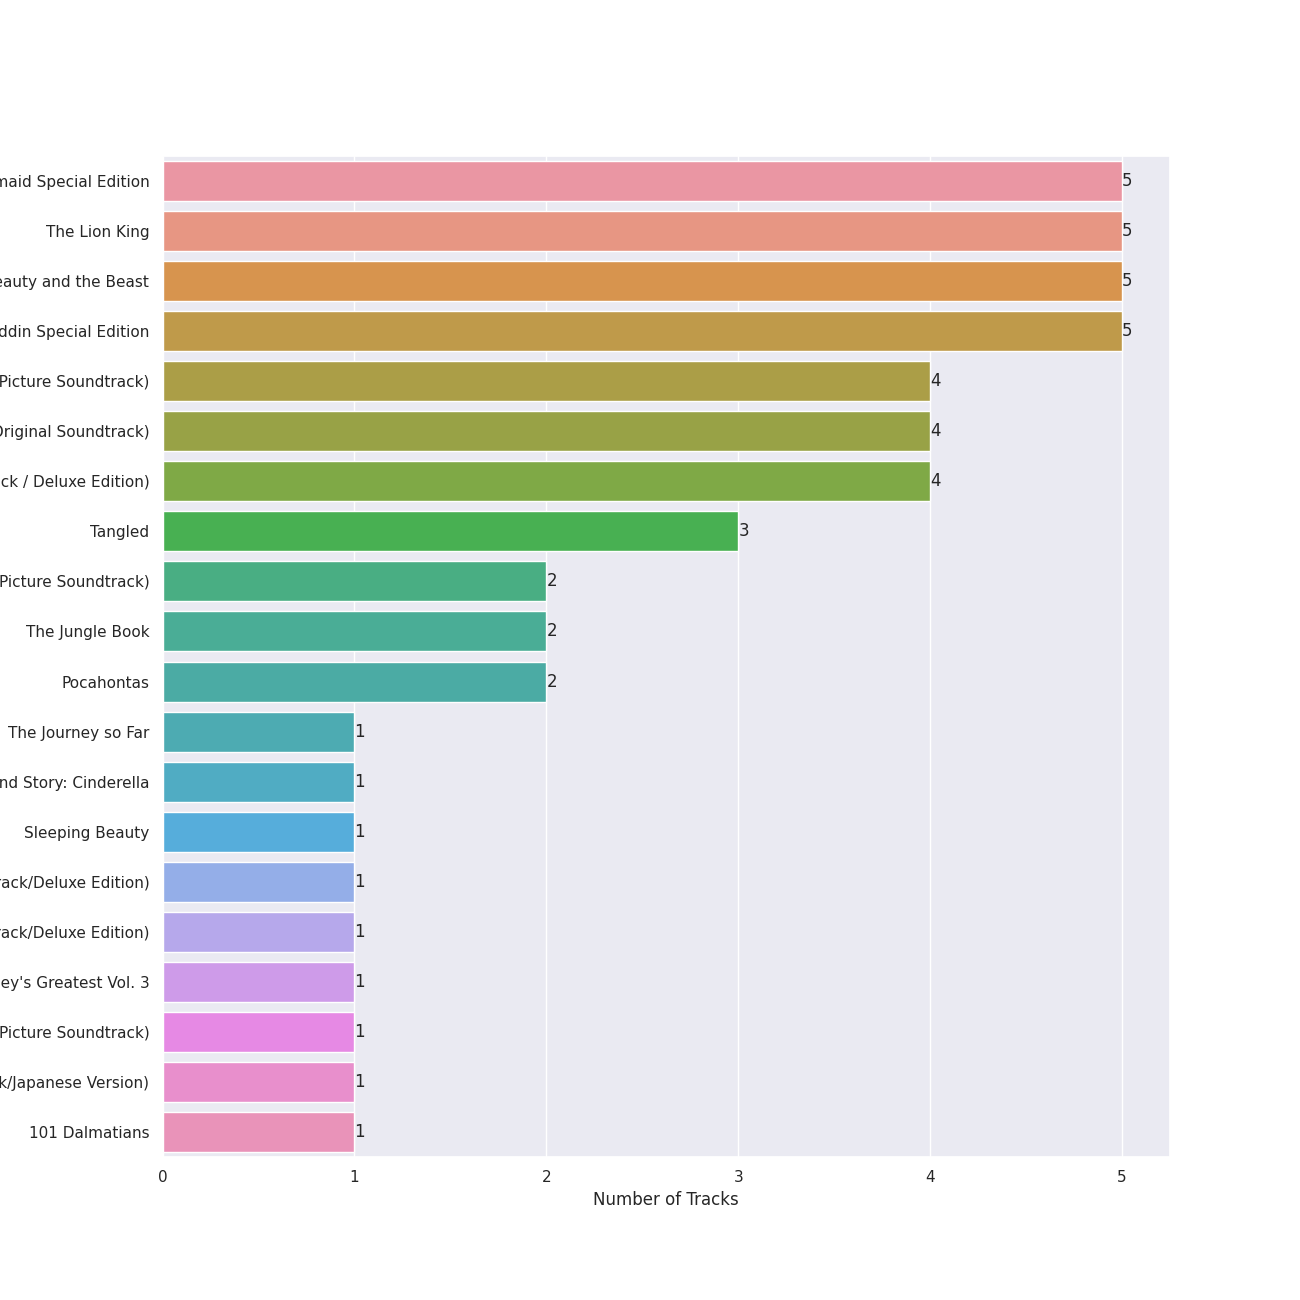 maid Special Edition 5
The Lion King 5
eauty and the Beast 5
ddin Special Edition 5
Picture Soundtrack) 4
Original Soundtrack) 4
ck / Deluxe Edition) 4
Tangled 3
Picture Soundtrack) 2
The Jungle Book 2
Pocahontas 2
The Journey so Far 1
nd Story: Cinderella 1
Sleeping Beauty 1
rack/Deluxe Edition) 1
rack/Deluxe Edition) 1
ey's Greatest Vol. 3 1
Picture Soundtrack) 1
k/Japanese Version) 1
101 Dalmatians 1
0 1 2 3 4 5
Number of Tracks